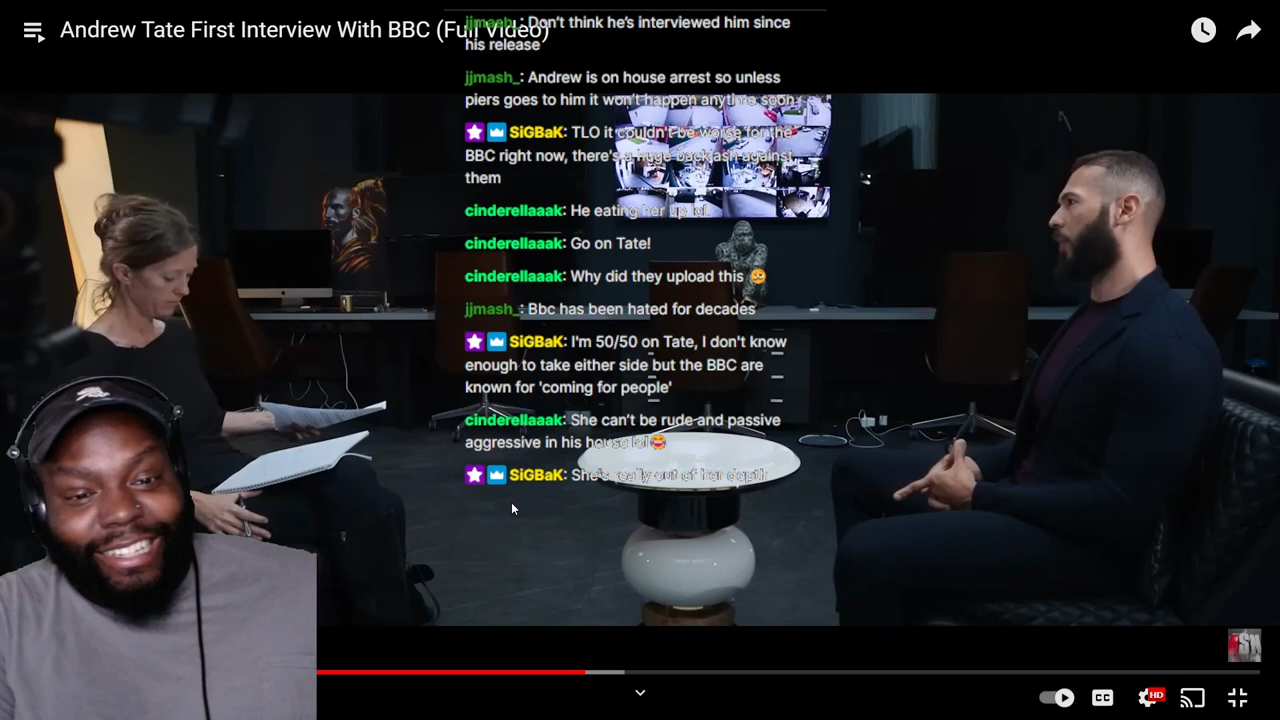 Andrew Tate First Interview With BBC (Full Video)
jjmash_: Don't think he's interviewed him since
his release
jjmash_: Andrew is on house arrest so unless
piers goes to him it won't happen anytime soon
SiGBaK: TLO it couldn't be worse for the
BBC right now, there's a huge backlash against
them
cinderellaaak: He eating her up lol
cinderellaaak: Go on Tate!
cinderellaaak: Why did they upload this 🥴
jjmash_: Bbc has been hated for decades
SiGBaK: I'm 50/50 on Tate, I don't know
enough to take either side but the BBC are
known for 'coming for people'
cinderellaaak: She can't be rude and passive
aggressive in his house lol
SiGBaK: She's really out of her depth
CC
HD